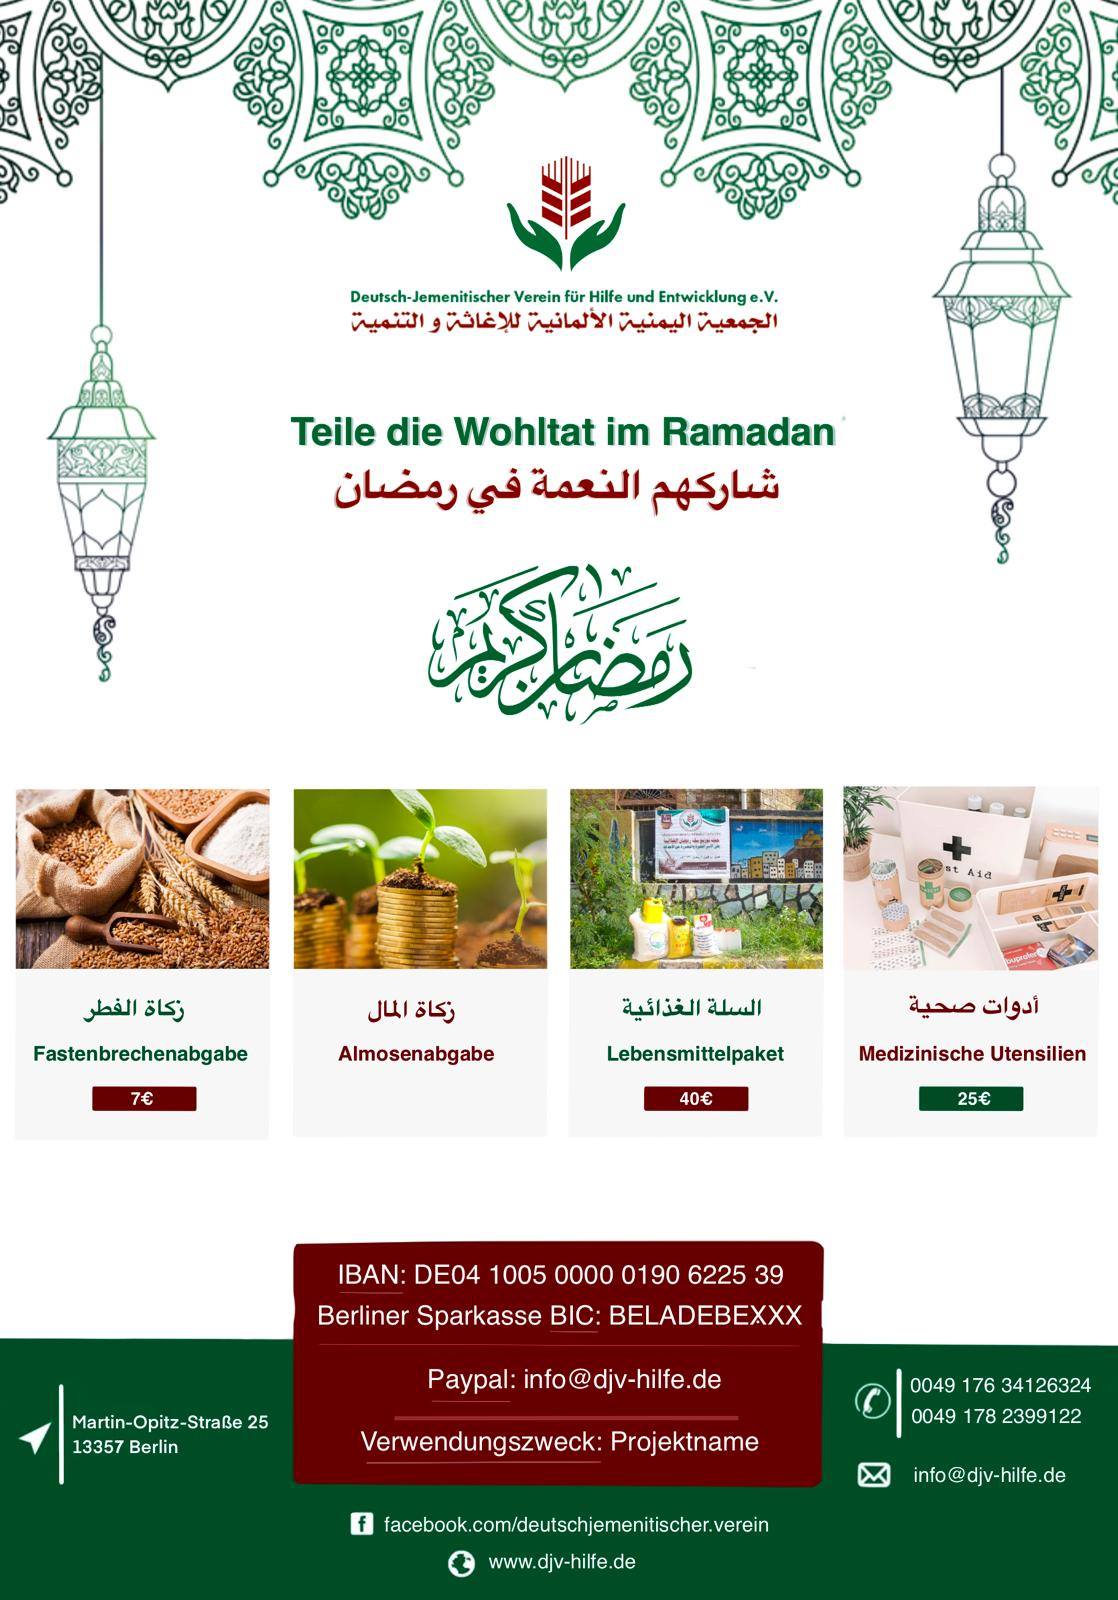 Deutsch-Jemenitischer Verein für Hilfe und Entwicklung e.V.
الجمعية اليمنية الألمانية للإغاثة و التنمية
Teile die Wohltat im Ramadan
شاركهم النعمة في رمضان
رمضان كريم
st Aid
زكاة الفطر
Fastenbrechenabgabe
7€
زكاة المال
Almosenabgabe
السلة الغذائية
Lebensmittelpaket
40€
أدوات صحية
Medizinische Utensilien
25€
IBAN: DE04 1005 0000 0190 6225 39
Berliner Sparkasse BIC: BELADEBEXXX
Paypal: info@djv-hilfe.de
Verwendungszweck: Projektname
Martin-Opitz-Straße 25
13357 Berlin
0049 176 34126324
0049 178 2399122
info@djv-hilfe.de
facebook.com/deutschjemenitischer.verein
www.djv-hilfe.de